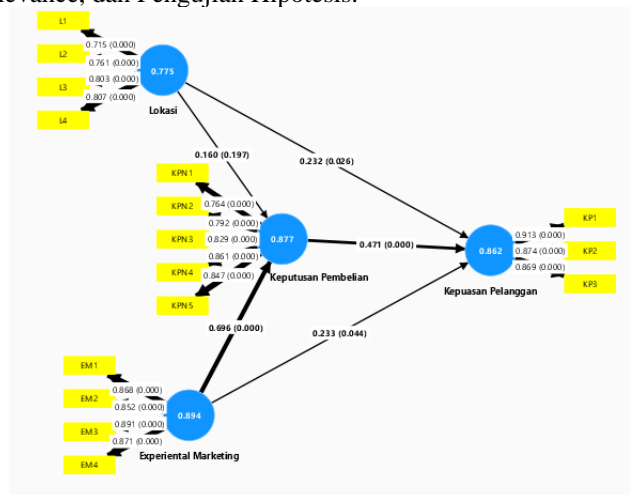 evance, dan Pengujian Hipotesis.
L1
0.715 (0.000)
L2
0.761 (0.000)
0.775
L3
0.803 (0.000)
L4
0.807 (0.000)
Lokasi
0.160 (0.197)
0.232 (0.026)
KPN1
0.764 (0.000)
KPN2
0.792 (0.000)
KPN3
0.829 (0.000)
0.877
KPN4
0.861 (0.000)
KPN5
0.847 (0.000)
Keputusan Pembelian
0.471 (0.000)
0.862
Kepuasan Pelanggan
KP1
0.913 (0.000)
KP2
0.874 (0.000)
KP3
0.869 (0.000)
0.696 (0.000)
0.233 (0.044)
EM1
0.868 (0.000)
EM2
0.852 (0.000)
0.894
EM3
0.891 (0.000)
EM4
0.871 (0.000)
Experiental Marketing